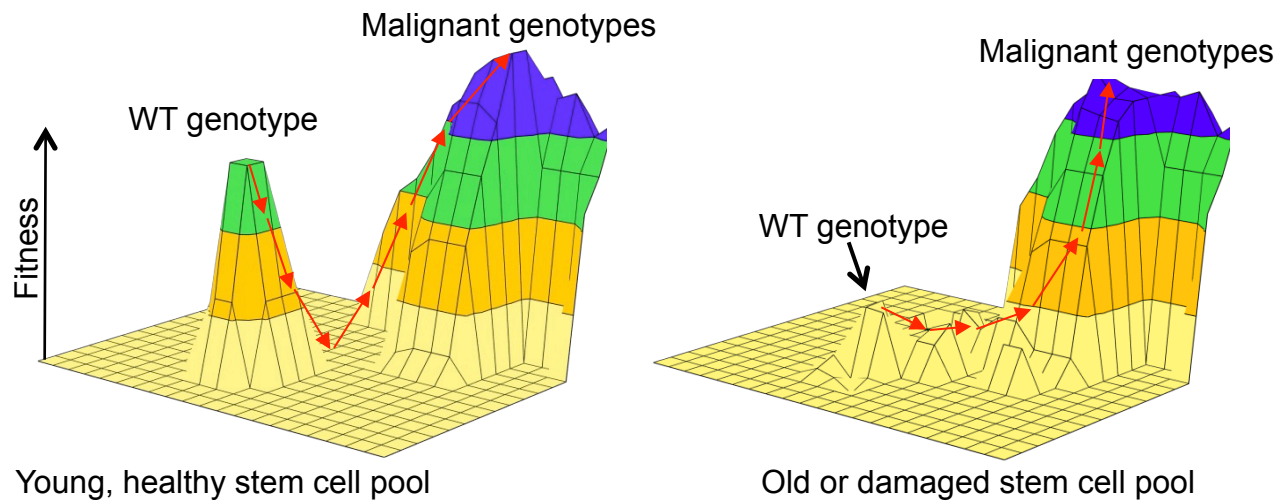 Malignant genotypes
WT genotype
Fitness
Young, healthy stem cell pool
Malignant genotypes
WT genotype
Old or damaged stem cell pool